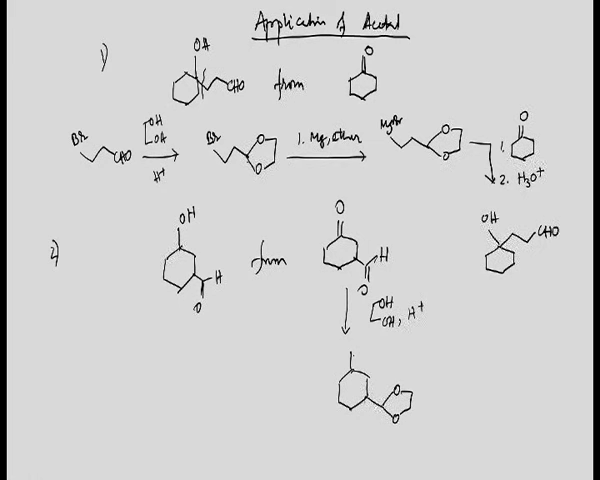 Application of Acetal
1)
OH
CHO
from
O
Br
CHO
OH
OH
H+
Br
O
O
1. Mg, Ether
MgBr
O
O
1.
O
2. H3O+
OH
CHO
2)
OH
H
O
from
O
H
O
OH
OH, H+
O
O